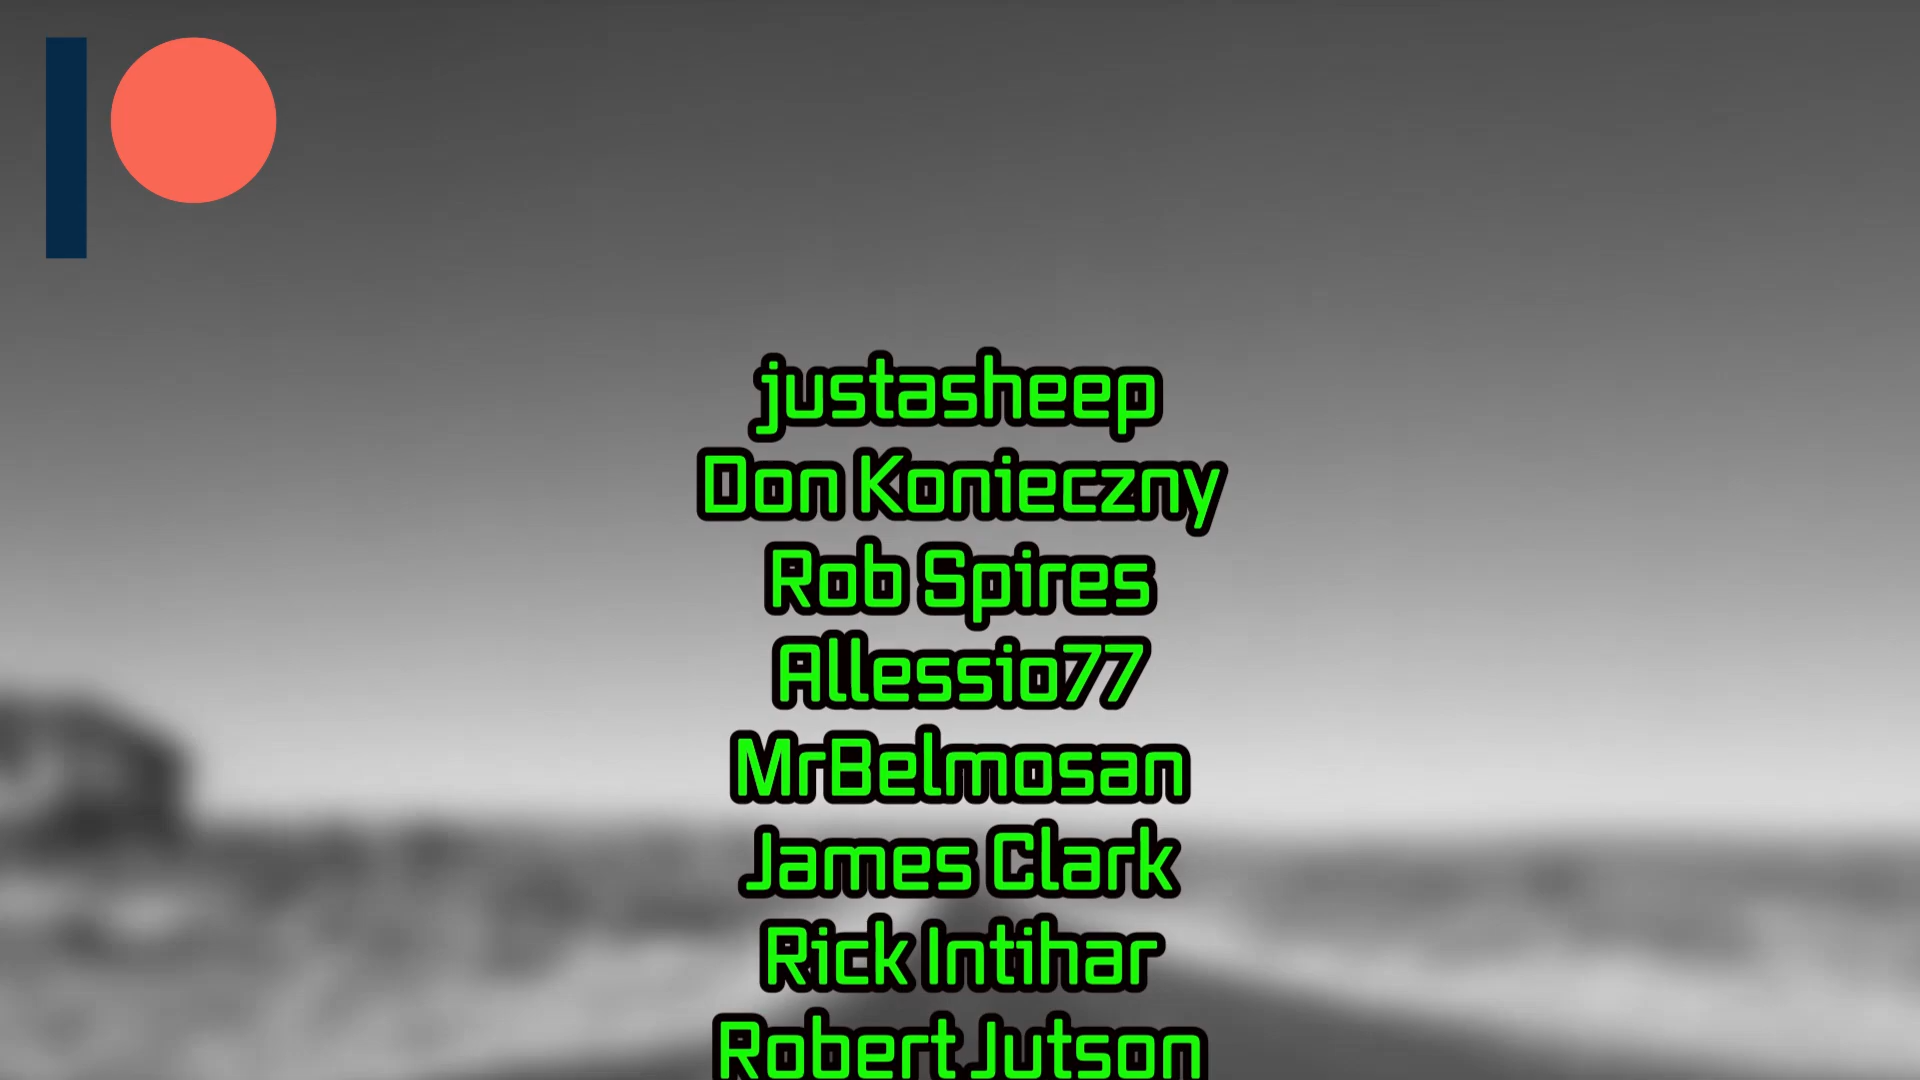 justasheep
Don Konieczny
Rob Spires
Allessio77
MrBelmosan
James Clark
Rick Intihar
Robert Jutson